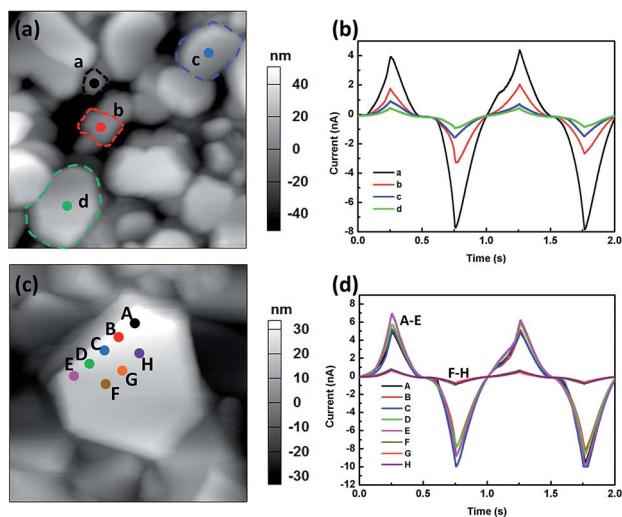 (a)
a
b
c
d
nm
40
20
0
-20
-40
(b)
4
2
0
-2
-4
-6
-8
Current (nA)
a
b
c
d
0.0 0.5 1.0 1.5 2.0
Time (s)
(c)
A
B
C
D
E
F
G
H
nm
30
20
10
0
-10
-20
-30
(d)
8
6
4
2
0
-2
-4
-6
-8
-10
-12
Current (nA)
A-E
F-H
A
B
C
D
E
F
G
H
0.0 0.5 1.0 1.5 2.0
Time (s)